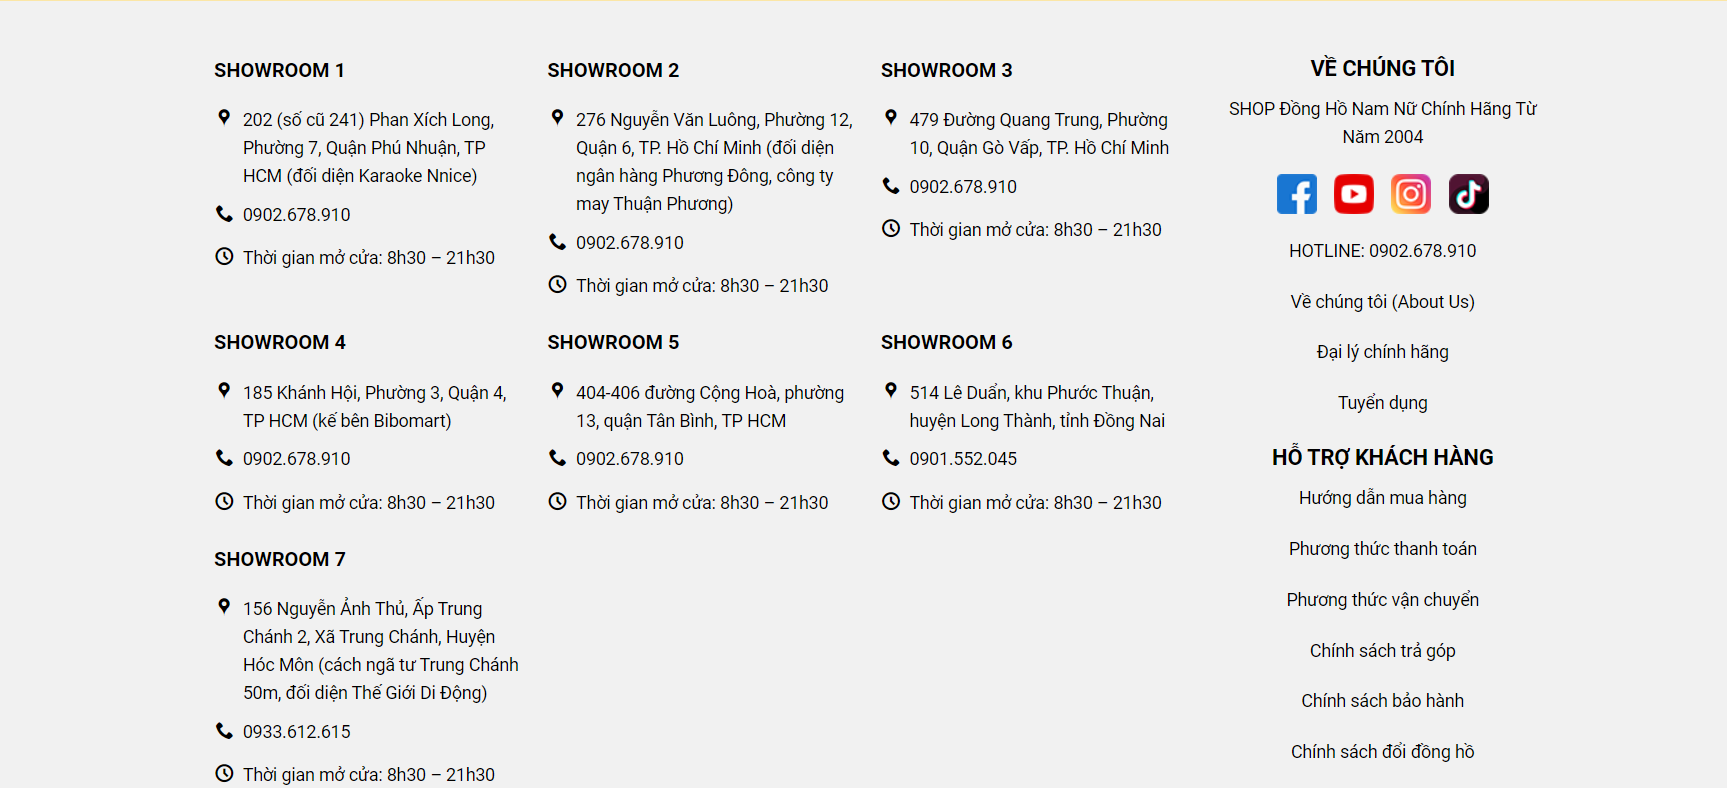 SHOWROOM 1
202 (số cũ 241) Phan Xích Long,
Phường 7, Quận Phú Nhuận, TP
HCM (đối diện Karaoke Nnice)
0902.678.910
Thời gian mở cửa: 8h30 – 21h30
SHOWROOM 2
276 Nguyễn Văn Luông, Phường 12,
Quận 6, TP. Hồ Chí Minh (đối diện
ngân hàng Phương Đông, công ty
may Thuận Phương)
0902.678.910
Thời gian mở cửa: 8h30 – 21h30
SHOWROOM 3
479 Đường Quang Trung, Phường
10, Quận Gò Vấp, TP. Hồ Chí Minh
0902.678.910
Thời gian mở cửa: 8h30 – 21h30
SHOWROOM 4
185 Khánh Hội, Phường 3, Quận 4,
TP HCM (kế bên Bibomart)
0902.678.910
Thời gian mở cửa: 8h30 – 21h30
SHOWROOM 5
404-406 đường Cộng Hoà, phường
13, quận Tân Bình, TP HCM
0902.678.910
Thời gian mở cửa: 8h30 – 21h30
SHOWROOM 6
514 Lê Duẩn, khu Phước Thuận,
huyện Long Thành, tỉnh Đồng Nai
0901.552.045
Thời gian mở cửa: 8h30 – 21h30
SHOWROOM 7
156 Nguyễn Ảnh Thủ, Ấp Trung
Chánh 2, Xã Trung Chánh, Huyện
Hóc Môn (cách ngã tư Trung Chánh
50m, đối diện Thế Giới Di Động)
0933.612.615
Thời gian mở cửa: 8h30 – 21h30
VỀ CHÚNG TÔI
SHOP Đồng Hồ Nam Nữ Chính Hãng Từ
Năm 2004
HOTLINE: 0902.678.910
Về chúng tôi (About Us)
Đại lý chính hãng
Tuyển dụng
HỖ TRỢ KHÁCH HÀNG
Hướng dẫn mua hàng
Phương thức thanh toán
Phương thức vận chuyển
Chính sách trả góp
Chính sách bảo hành
Chính sách đổi đồng hồ